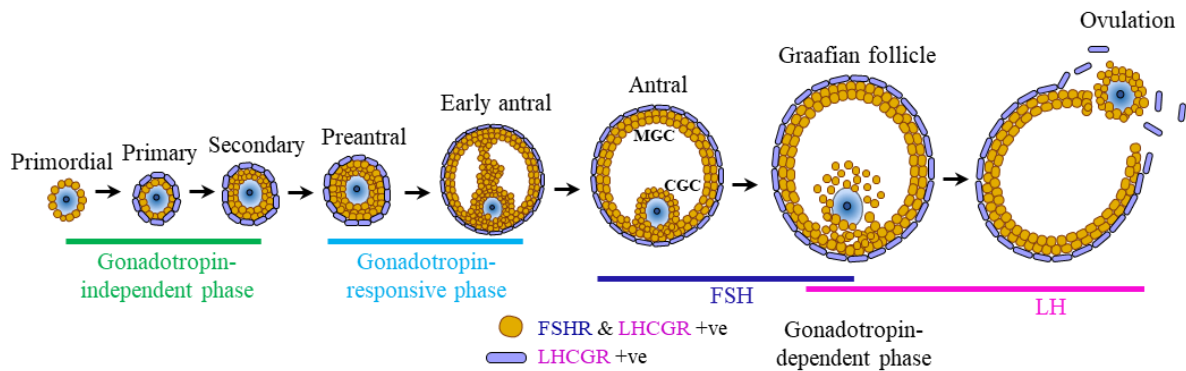 Ovulation
Graafian follicle
Antral
Early antral
Preantral
Secondary
Primary
Primordial
MGC
CGC
Gonadotropin-
independent phase
Gonadotropin-
responsive phase
FSH
LH
FSHR & LHCGR +ve
LHCGR +ve
Gonadotropin-
dependent phase